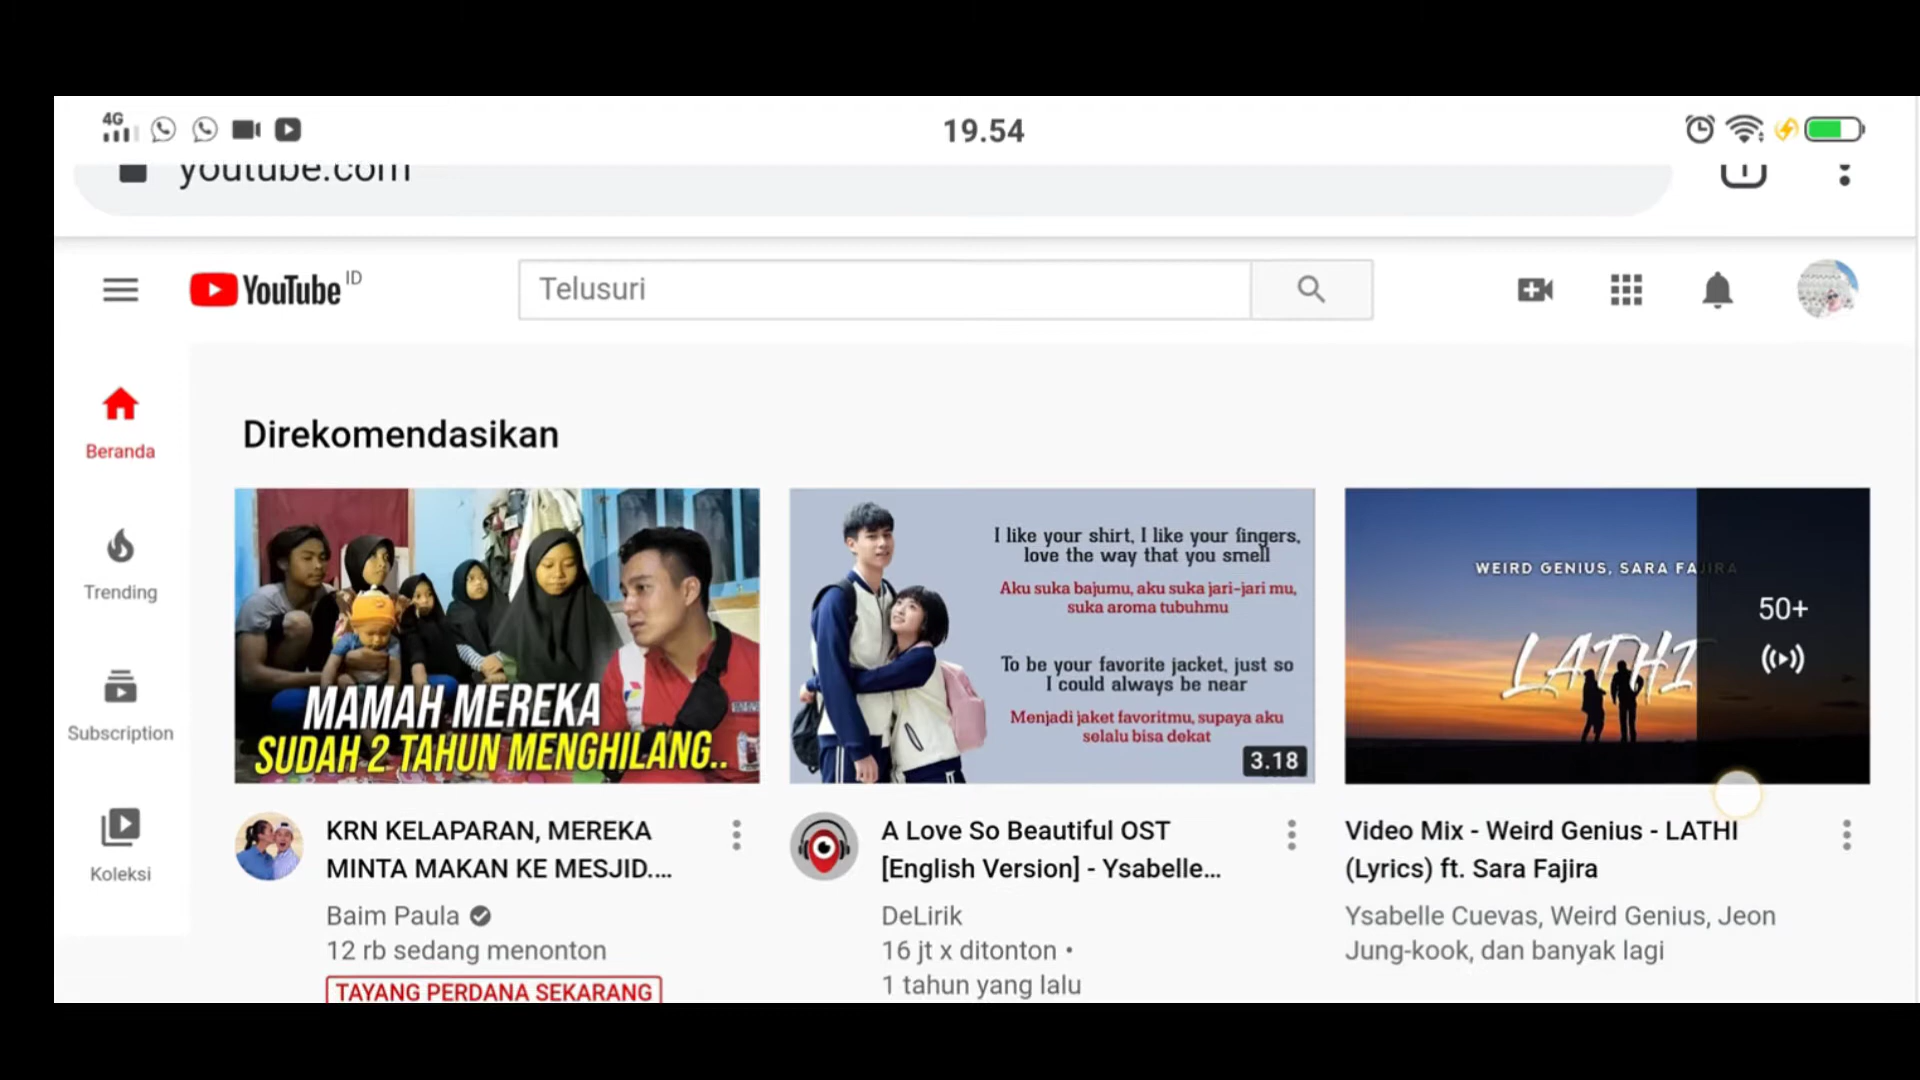 4G
19.54
youtube.com
YouTube ID
Telusuri
Beranda
Trending
Subscription
Koleksi
Direkomendasikan
MAMAH MEREKA
SUDAH 2 TAHUN MENGHILANG..
KRN KELAPARAN, MEREKA
MINTA MAKAN KE MESJID....
Baim Paula
12 rb sedang menonton
TAYANG PERDANA SEKARANG
I like your shirt, I like your fingers,
love the way that you smell
Aku suka bajumu, aku suka jari-jari mu,
suka aroma tubuhmu
To be your favorite jacket, just so
I could always be near
Menjadi jaket favoritmu, supaya aku
selalu bisa dekat
3.18
A Love So Beautiful OST
[English Version] - Ysabelle...
DeLirik
16 jt x ditonton •
1 tahun yang lalu
WEIRD GENIUS, SARA FAJIRA
LATHI
50+
Video Mix - Weird Genius - LATHI
(Lyrics) ft. Sara Fajira
Ysabelle Cuevas, Weird Genius, Jeon
Jung-kook, dan banyak lagi